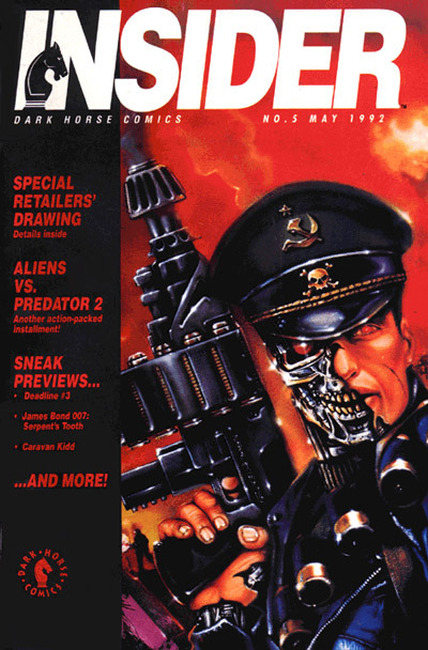 INSIDER
DARK HORSE COMICS
NO.5 MAY 1992
TM
SPECIAL
RETAILERS'
DRAWING
Details inside
ALIENS
VS.
PREDATOR 2
Another action-packed
installment!
SNEAK
PREVIEWS...
• Deadline #3
• James Bond 007:
Serpent's Tooth
• Caravan Kidd
...AND MORE!
DARK•HORSE
COMICS